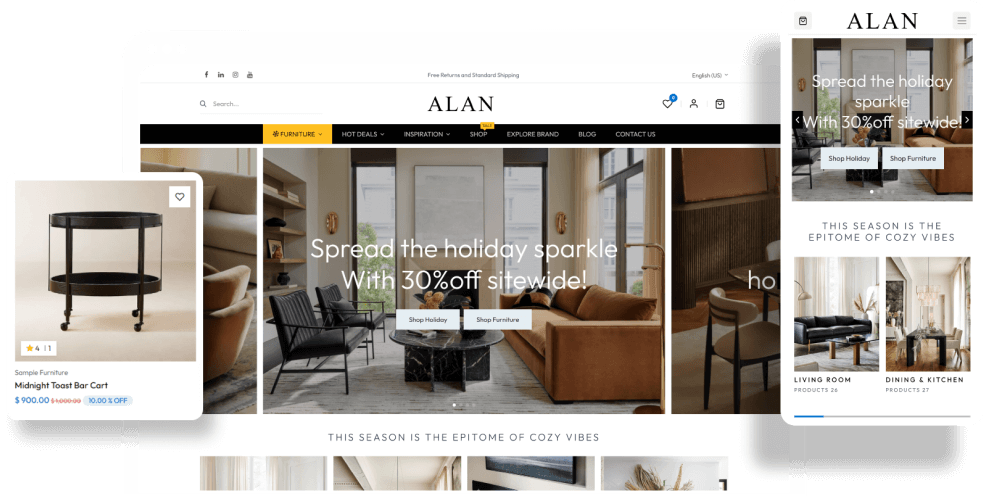 Free Returns and Standard Shipping
English (US)
Search...
ALAN
0
FURNITURE
HOT DEALS
INSPIRATION
SHOP
SALE
EXPLORE BRAND
BLOG
CONTACT US
Spread the holiday sparkle
With 30%off sitewide!
Shop Holiday
Shop Furniture
ho
THIS SEASON IS THE EPITOME OF COZY VIBES
4 | 1
Sample Furniture
Midnight Toast Bar Cart
$ 900.00 $ 1,000.00 10.00 % OFF
ALAN
Spread the holiday
sparkle
With 30%off sitewide!
Shop Holiday
Shop Furniture
THIS SEASON IS THE
EPITOME OF COZY VIBES
LIVING ROOM
PRODUCTS 26
DINING & KITCHEN
PRODUCTS 27